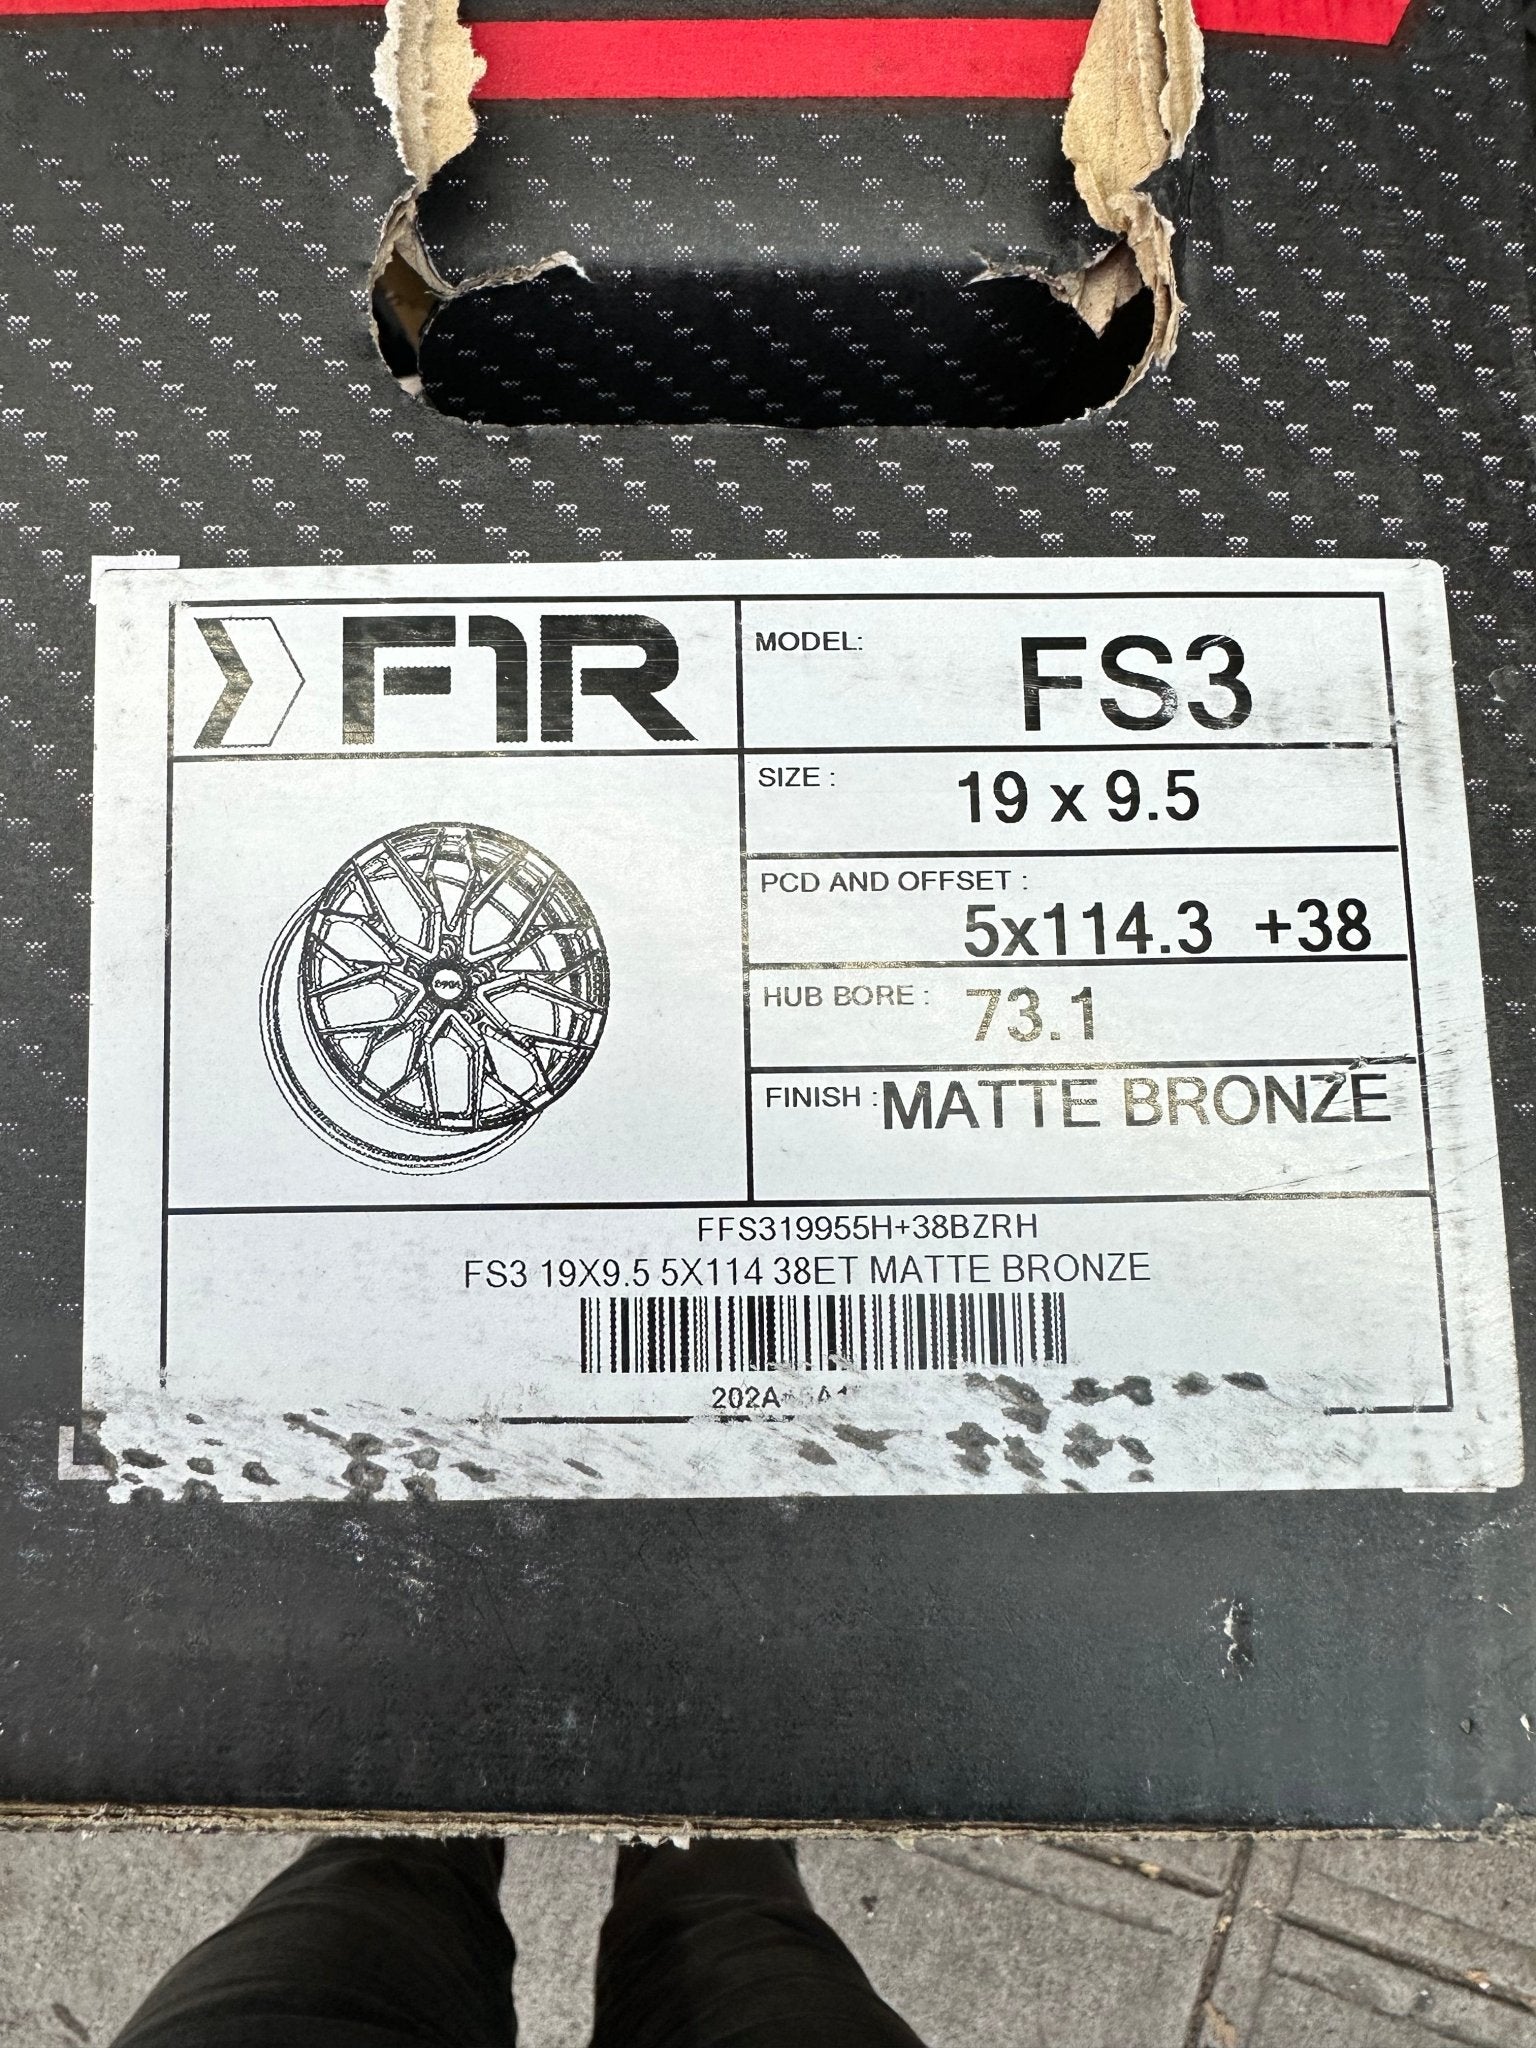 F1R
MODEL: FS3
SIZE : 19 x 9.5
PCD AND OFFSET :
5x114.3 +38
HUB BORE : 73.1
FINISH : MATTE BRONZE
FFS319955H+38BZRH
FS3 19X9.5 5X114 38ET MATTE BRONZE